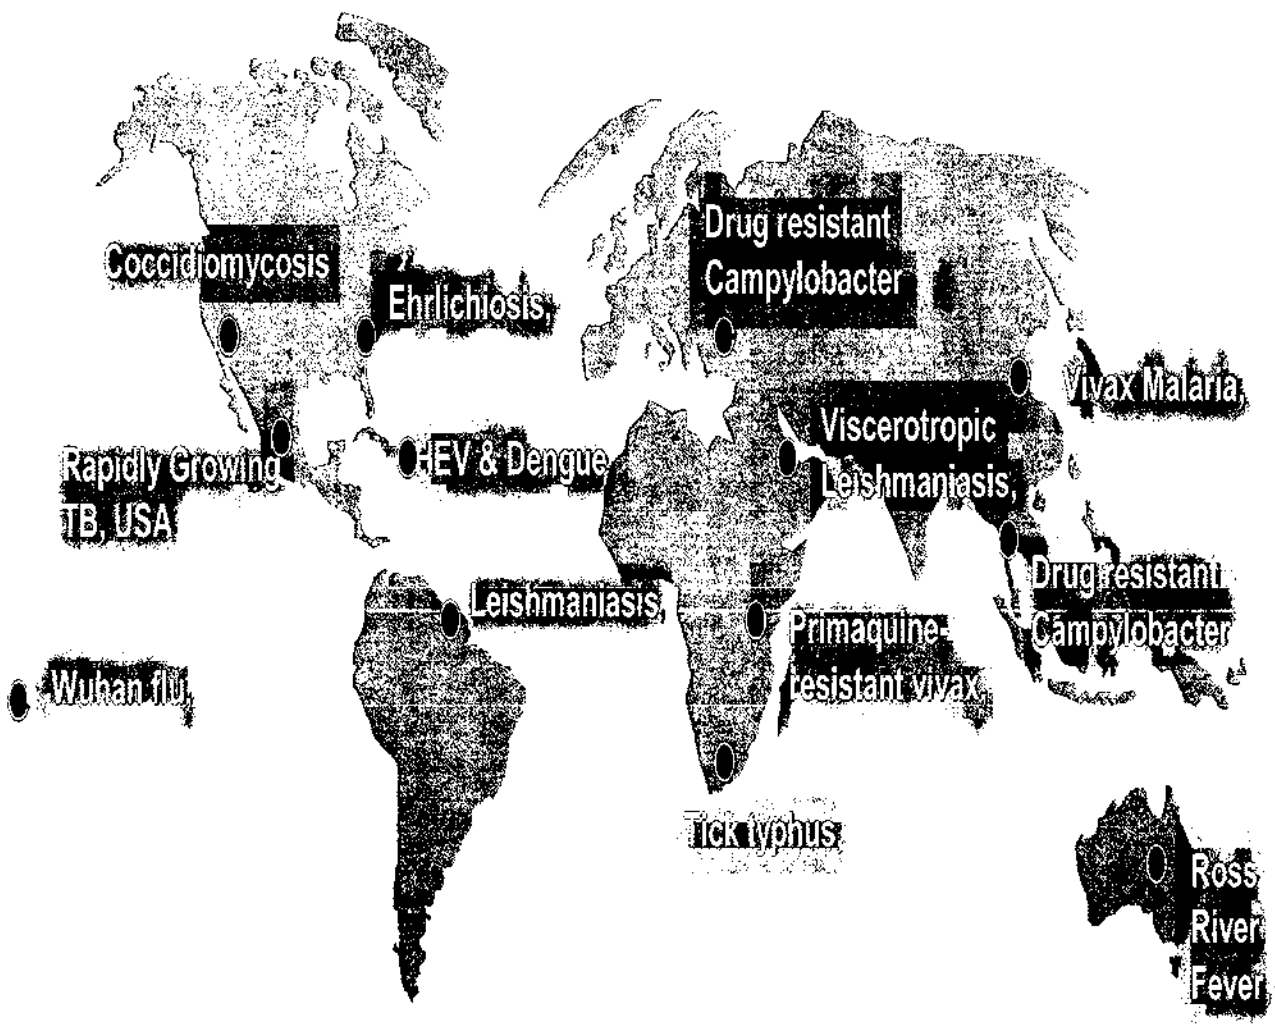 Drug resistant
Campylobacter
Coccidiomycosis
Ehrlichiosis,
Vivax Malaria,
Viscerotropic
Leishmaniasis,
Rapidly Growing
TB, USA
HEV & Dengue
Drug resistant
Campylobacter
Leishmaniasis,
Primaquine-
resistant vivax,
Wuhan flu,
Tick typhus,
Ross
River
Fever